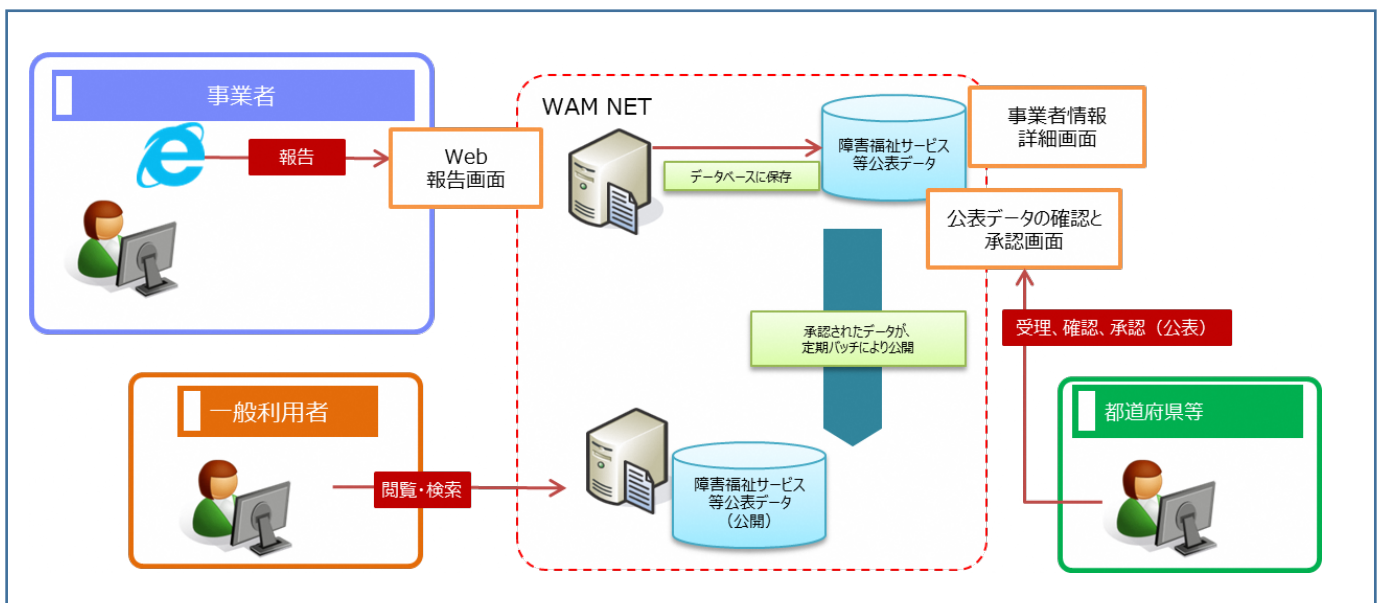 事業者
報告
Web
報告画面
WAM NET
データベースに保存
障害福祉サービス
等公表データ
事業者情報
詳細画面
公表データの確認と
承認画面
承認されたデータが、
定期バッチにより公開
受理、確認、承認（公表）
一般利用者
閲覧・検索
障害福祉サービス
等公表データ
（公開）
都道府県等